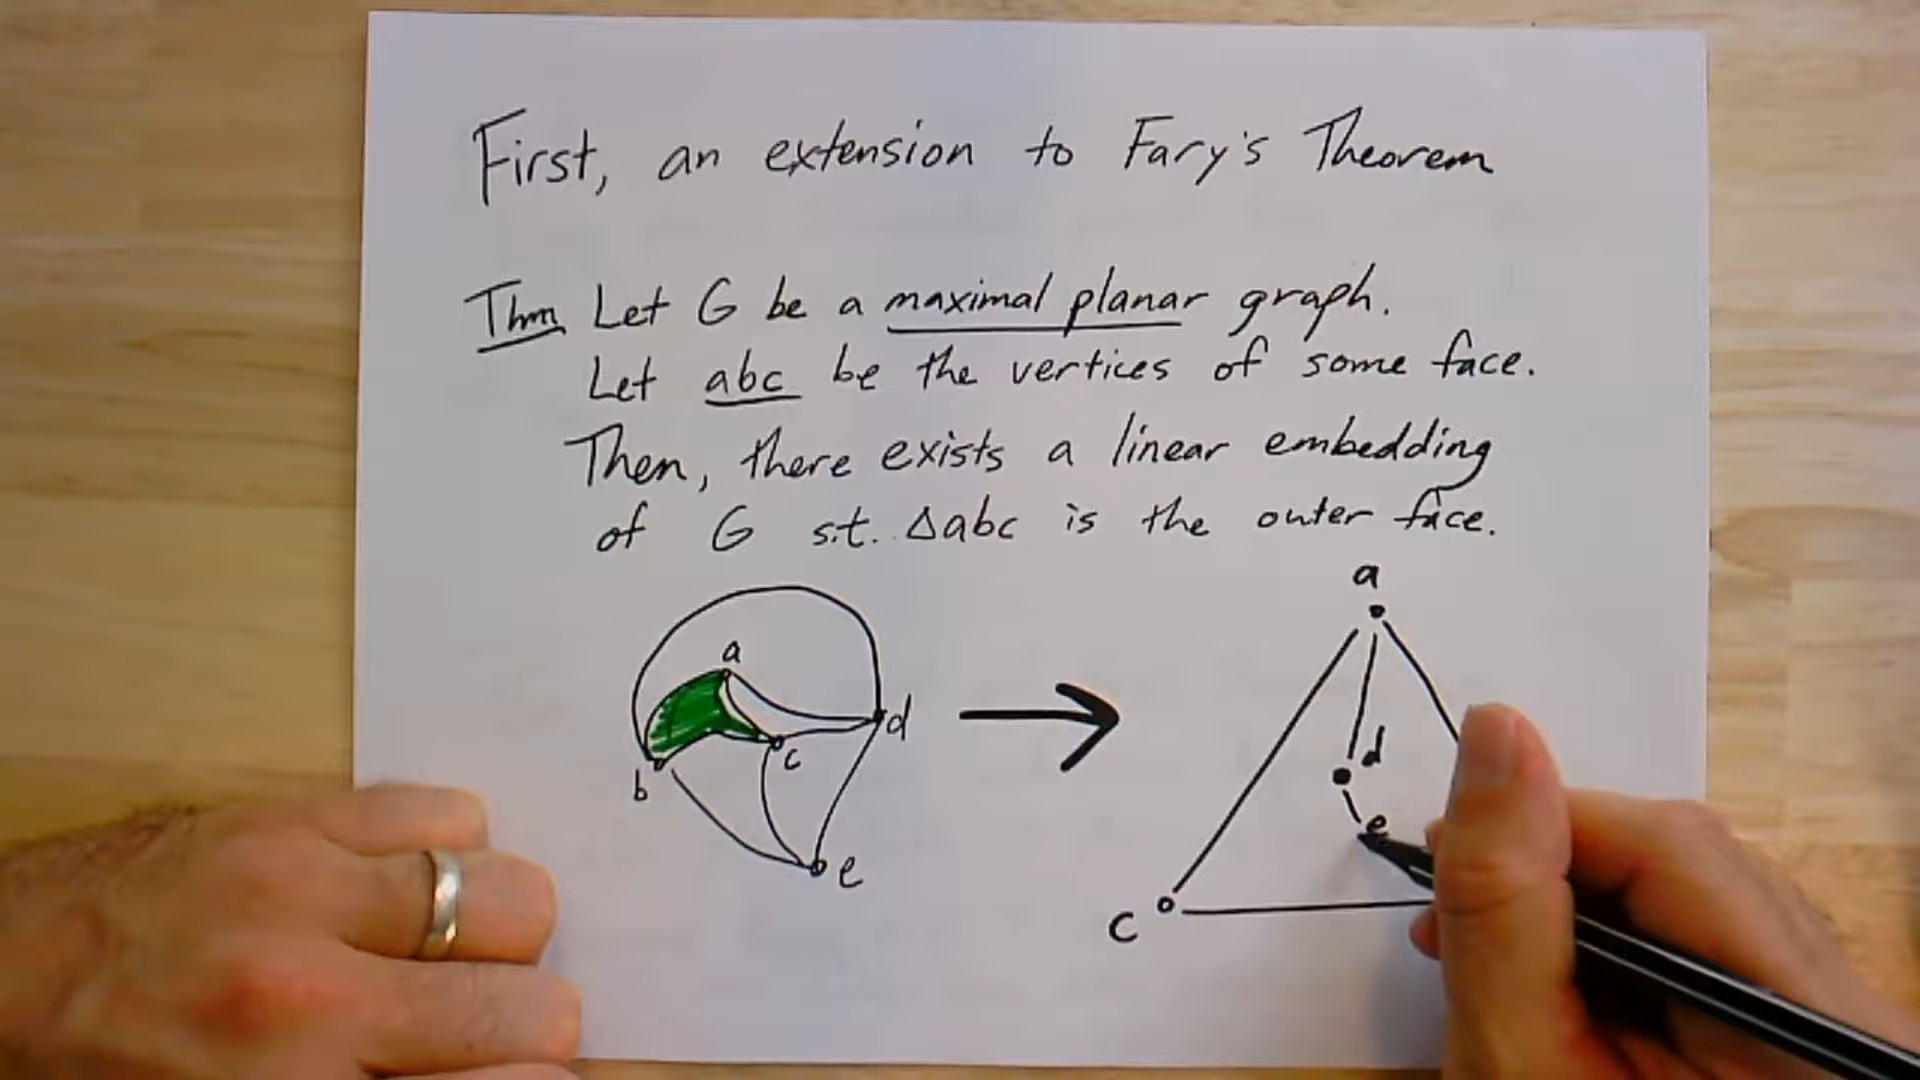 First, an extension to Fary's Theorem
Thm Let G be a maximal planar graph.
Let abc be the vertices of some face.
Then, there exists a linear embedding
of G s.t. Δabc is the outer face.
a
b
c
d
e
a
d
e
c